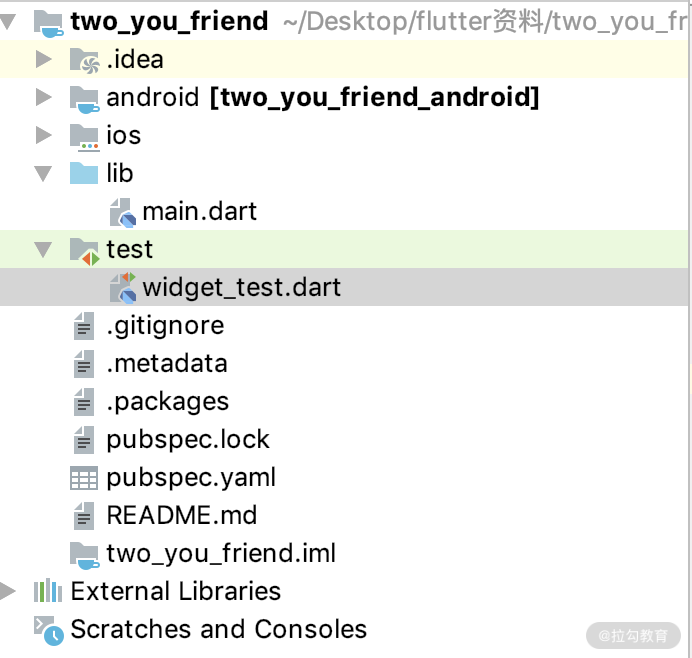 two_you_friend ~/Desktop/flutter资料/two_you_fr
.idea
android [two_you_friend_android]
ios
lib
main.dart
test
widget_test.dart
.gitignore
.metadata
.packages
pubspec.lock
pubspec.yaml
README.md
two_you_friend.iml
External Libraries
Scratches and Consoles
@拉勾教育